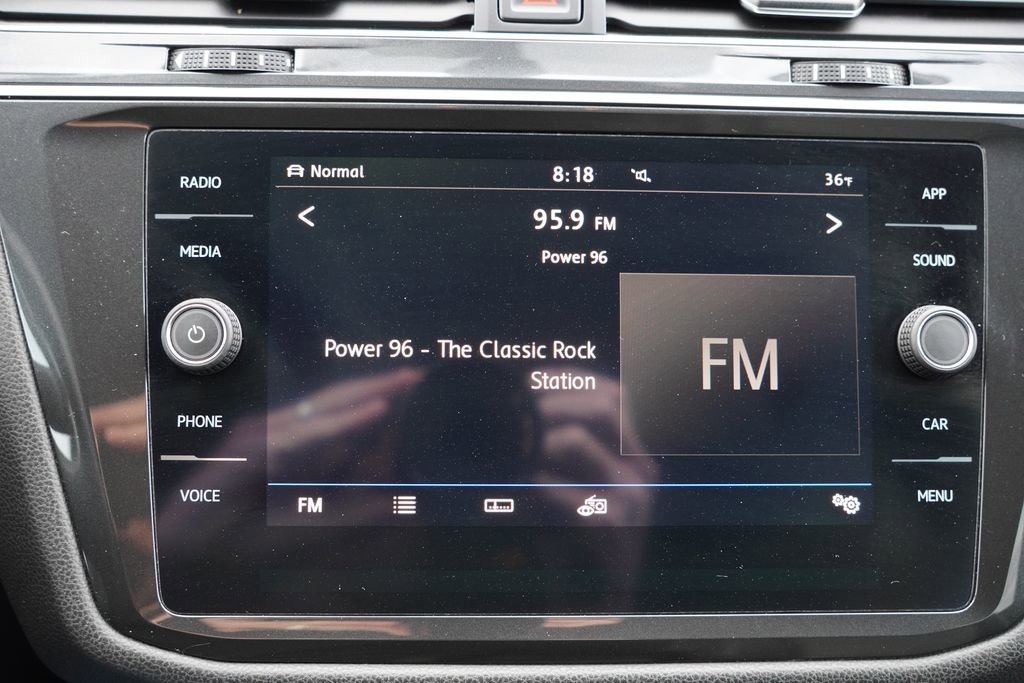 RADIO
MEDIA
PHONE
VOICE
Normal
8:18
36°F
95.9 FM
Power 96
Power 96 - The Classic Rock
Station
FM
FM
APP
SOUND
CAR
MENU